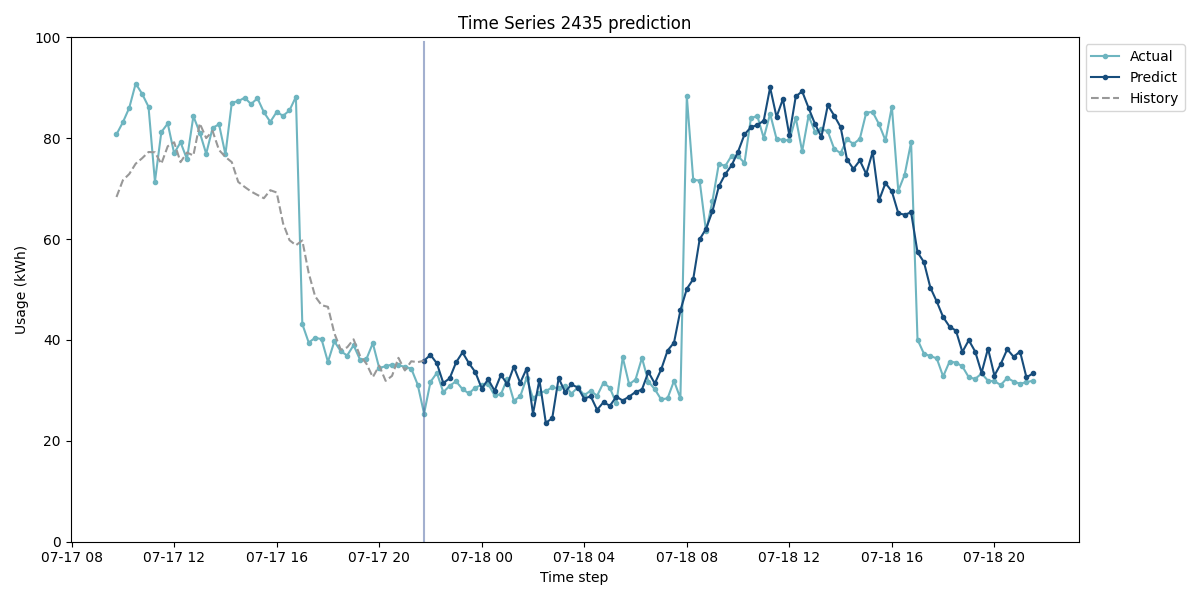 Time Series 2435 prediction
100
80
60
40
20
0
Usage (kWh)
07-17 08
07-17 12
07-17 16
07-17 20
07-18 00
07-18 04
07-18 08
07-18 12
07-18 16
07-18 20
Time step
Actual
Predict
History